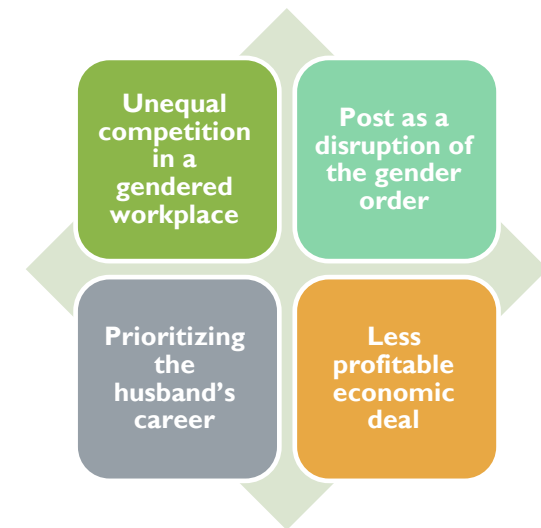 Unequal
competition
in a
gendered
workplace
Post as a
disruption of
the gender
order
Prioritizing
the
husband's
career
Less
profitable
economic
deal